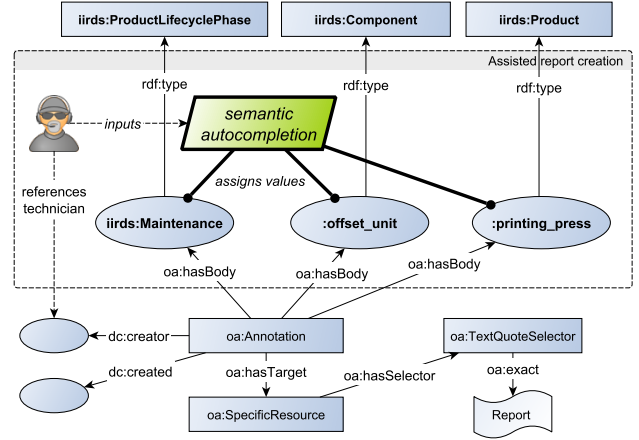 iirds:ProductLifecyclePhase
iirds:Component
iirds:Product
Assisted report creation
rdf:type
rdf:type
rdf:type
semantic
autocompletion
inputs
references
technician
assigns values
iirds:Maintenance
:offset_unit
:printing_press
oa:hasBody
oa:hasBody
oa:hasBody
dc:creator
oa:Annotation
oa:TextQuoteSelector
dc:created
oa:hasTarget
oa:hasSelector
oa:exact
oa:SpecificResource
Report